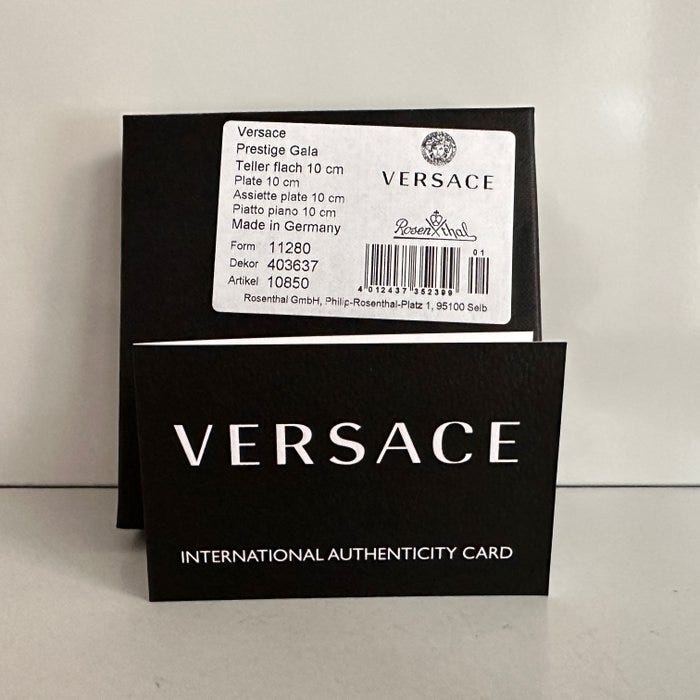 Versace
Prestige Gala
Teller flach 10 cm
Plate 10 cm
Assiette plate 10 cm
Piatto piano 10 cm
Made in Germany
Form 11280
Dekor 403637
Artikel 10850
VERSACE
Rosenthal
01
4 012437 352399
Rosenthal GmbH, Philip-Rosenthal-Platz 1, 95100 Selb
VERSACE
INTERNATIONAL AUTHENTICITY CARD